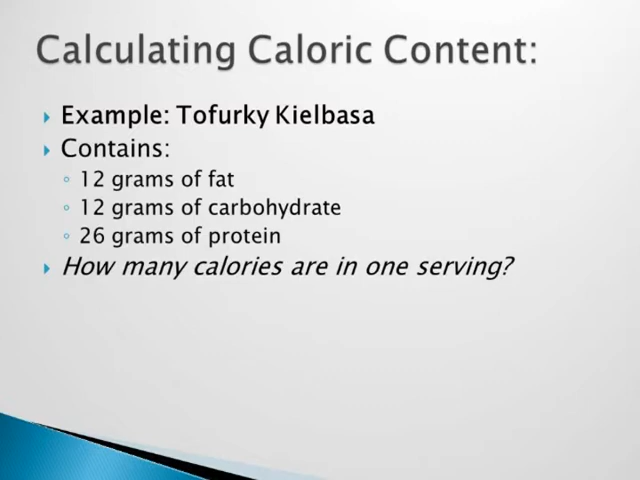 Calculating Caloric Content:
Example: Tofurky Kielbasa
Contains:
12 grams of fat
12 grams of carbohydrate
26 grams of protein
How many calories are in one serving?